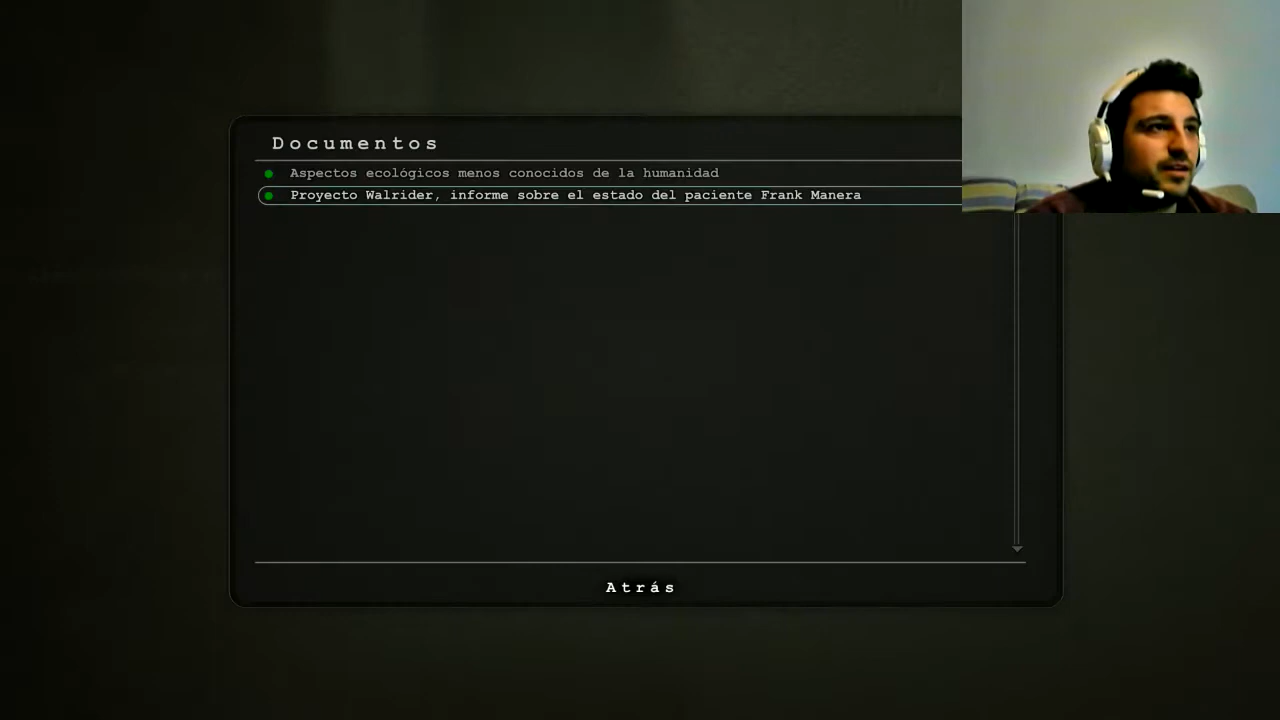 Documentos
Aspectos ecológicos menos conocidos de la humanidad
Proyecto Walrider, informe sobre el estado del paciente Frank Manera
Atrás